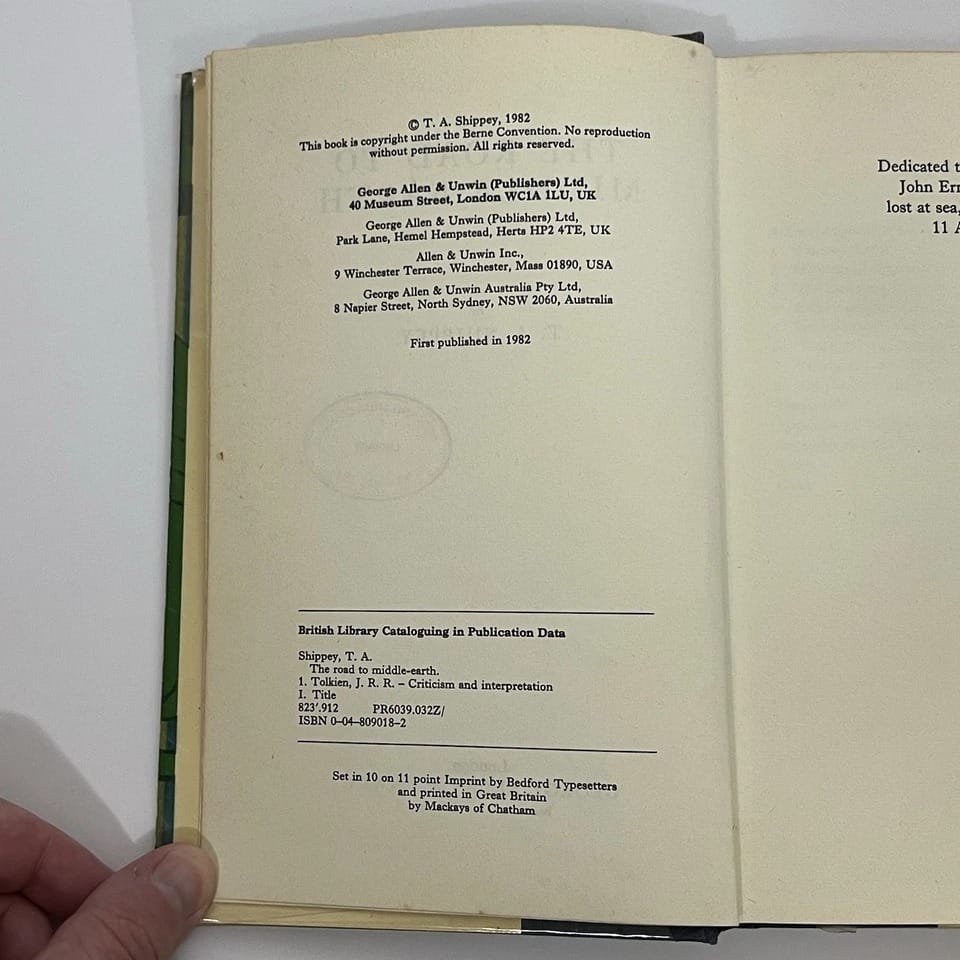 © T. A. Shippey, 1982
This book is copyright under the Berne Convention. No reproduction
without permission. All rights reserved.
George Allen & Unwin (Publishers) Ltd,
40 Museum Street, London WC1A 1LU, UK
George Allen & Unwin (Publishers) Ltd,
Park Lane, Hemel Hempstead, Herts HP2 4TE, UK
Allen & Unwin Inc.,
9 Winchester Terrace, Winchester, Mass 01890, USA
George Allen & Unwin Australia Pty Ltd,
8 Napier Street, North Sydney, NSW 2060, Australia
First published in 1982
British Library Cataloguing in Publication Data
Shippey, T. A.
The road to middle-earth.
1. Tolkien, J. R. R. – Criticism and interpretation
I. Title
823'.912 PR6039.032Z/
ISBN 0–04–809018–2
Set in 10 on 11 point Imprint by Bedford Typesetters
and printed in Great Britain
by Mackays of Chatham
Dedicated
John
lost at sea,
11